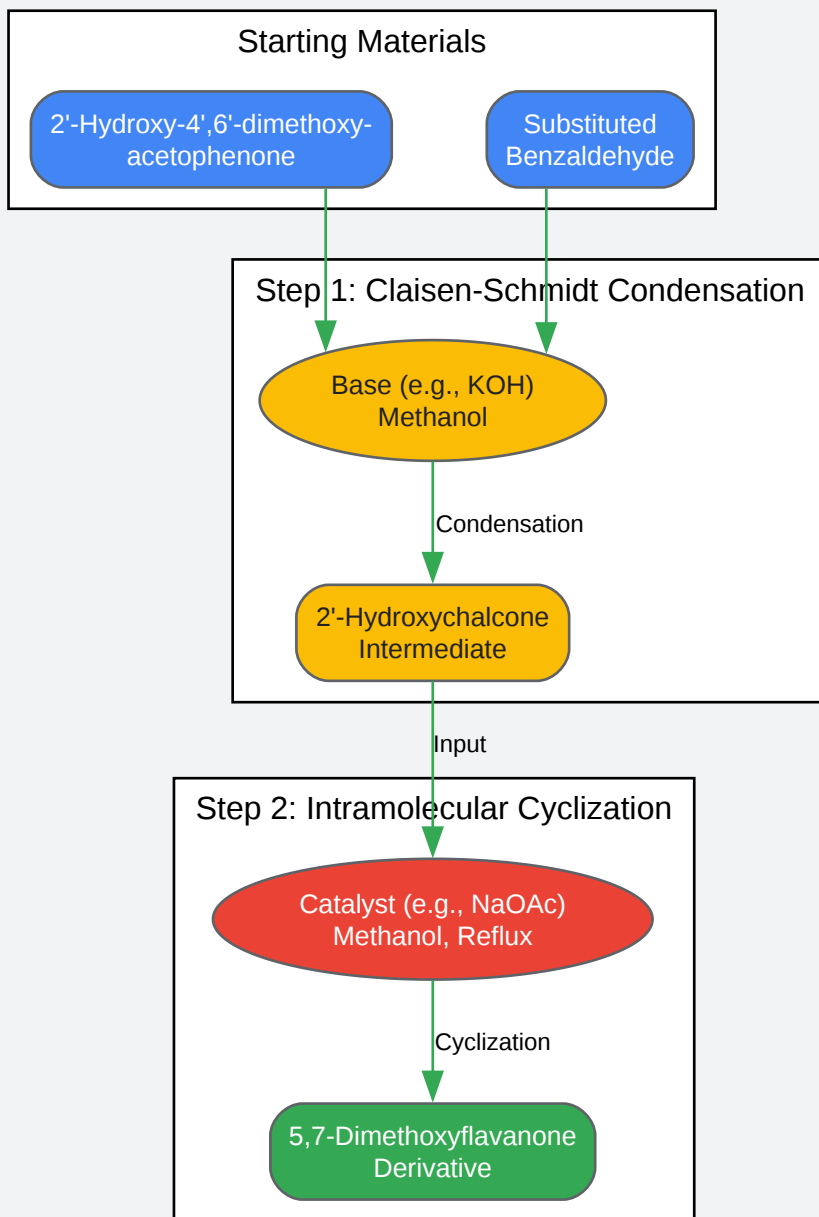 Starting Materials
2'-Hydroxy-4',6'-dimethoxy-
acetophenone
Substituted
Benzaldehyde
Step 1: Claisen-Schmidt Condensation
Base (e.g., KOH)
Methanol
Condensation
2'-Hydroxychalcone
Intermediate
Input
Step 2: Intramolecular Cyclization
Catalyst (e.g., NaOAc)
Methanol, Reflux
Cyclization
5,7-Dimethoxyflavanone
Derivative